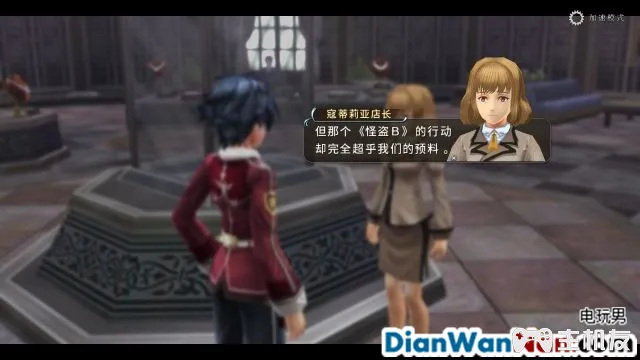 加速模式
寇蒂莉亚店长
但那个《怪盗B》的行动
却完全超乎我们的预料。
电玩男